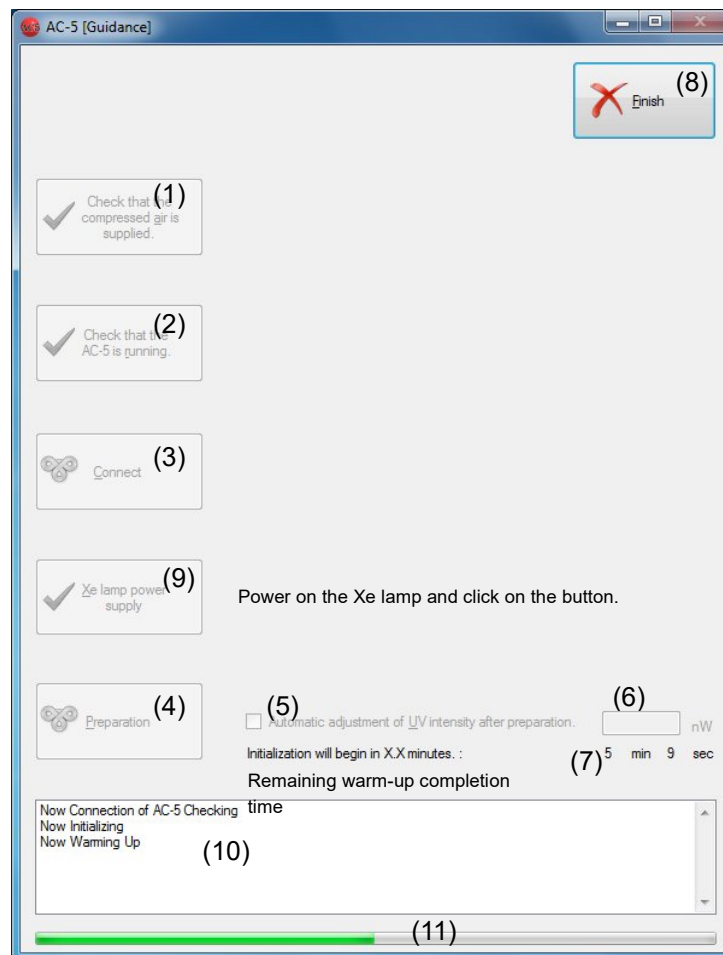 AC-5 [Guidance]
(8)
Finish
(1)
Check that the
compressed air is
supplied.
(2)
Check that the
AC-5 is running.
(3)
Connect
(9)
Xe lamp power
supply
Power on the Xe lamp and click on the button.
(4)
Preparation
(5)
Automatic adjustment of UV intensity after preparation.
(6)
nW
Initialization will begin in X.X minutes. :
(7)
5 min 9 sec
Remaining warm-up completion
time
Now Connection of AC-5 Checking
Now Initializing
Now Warming Up
(10)
(11)